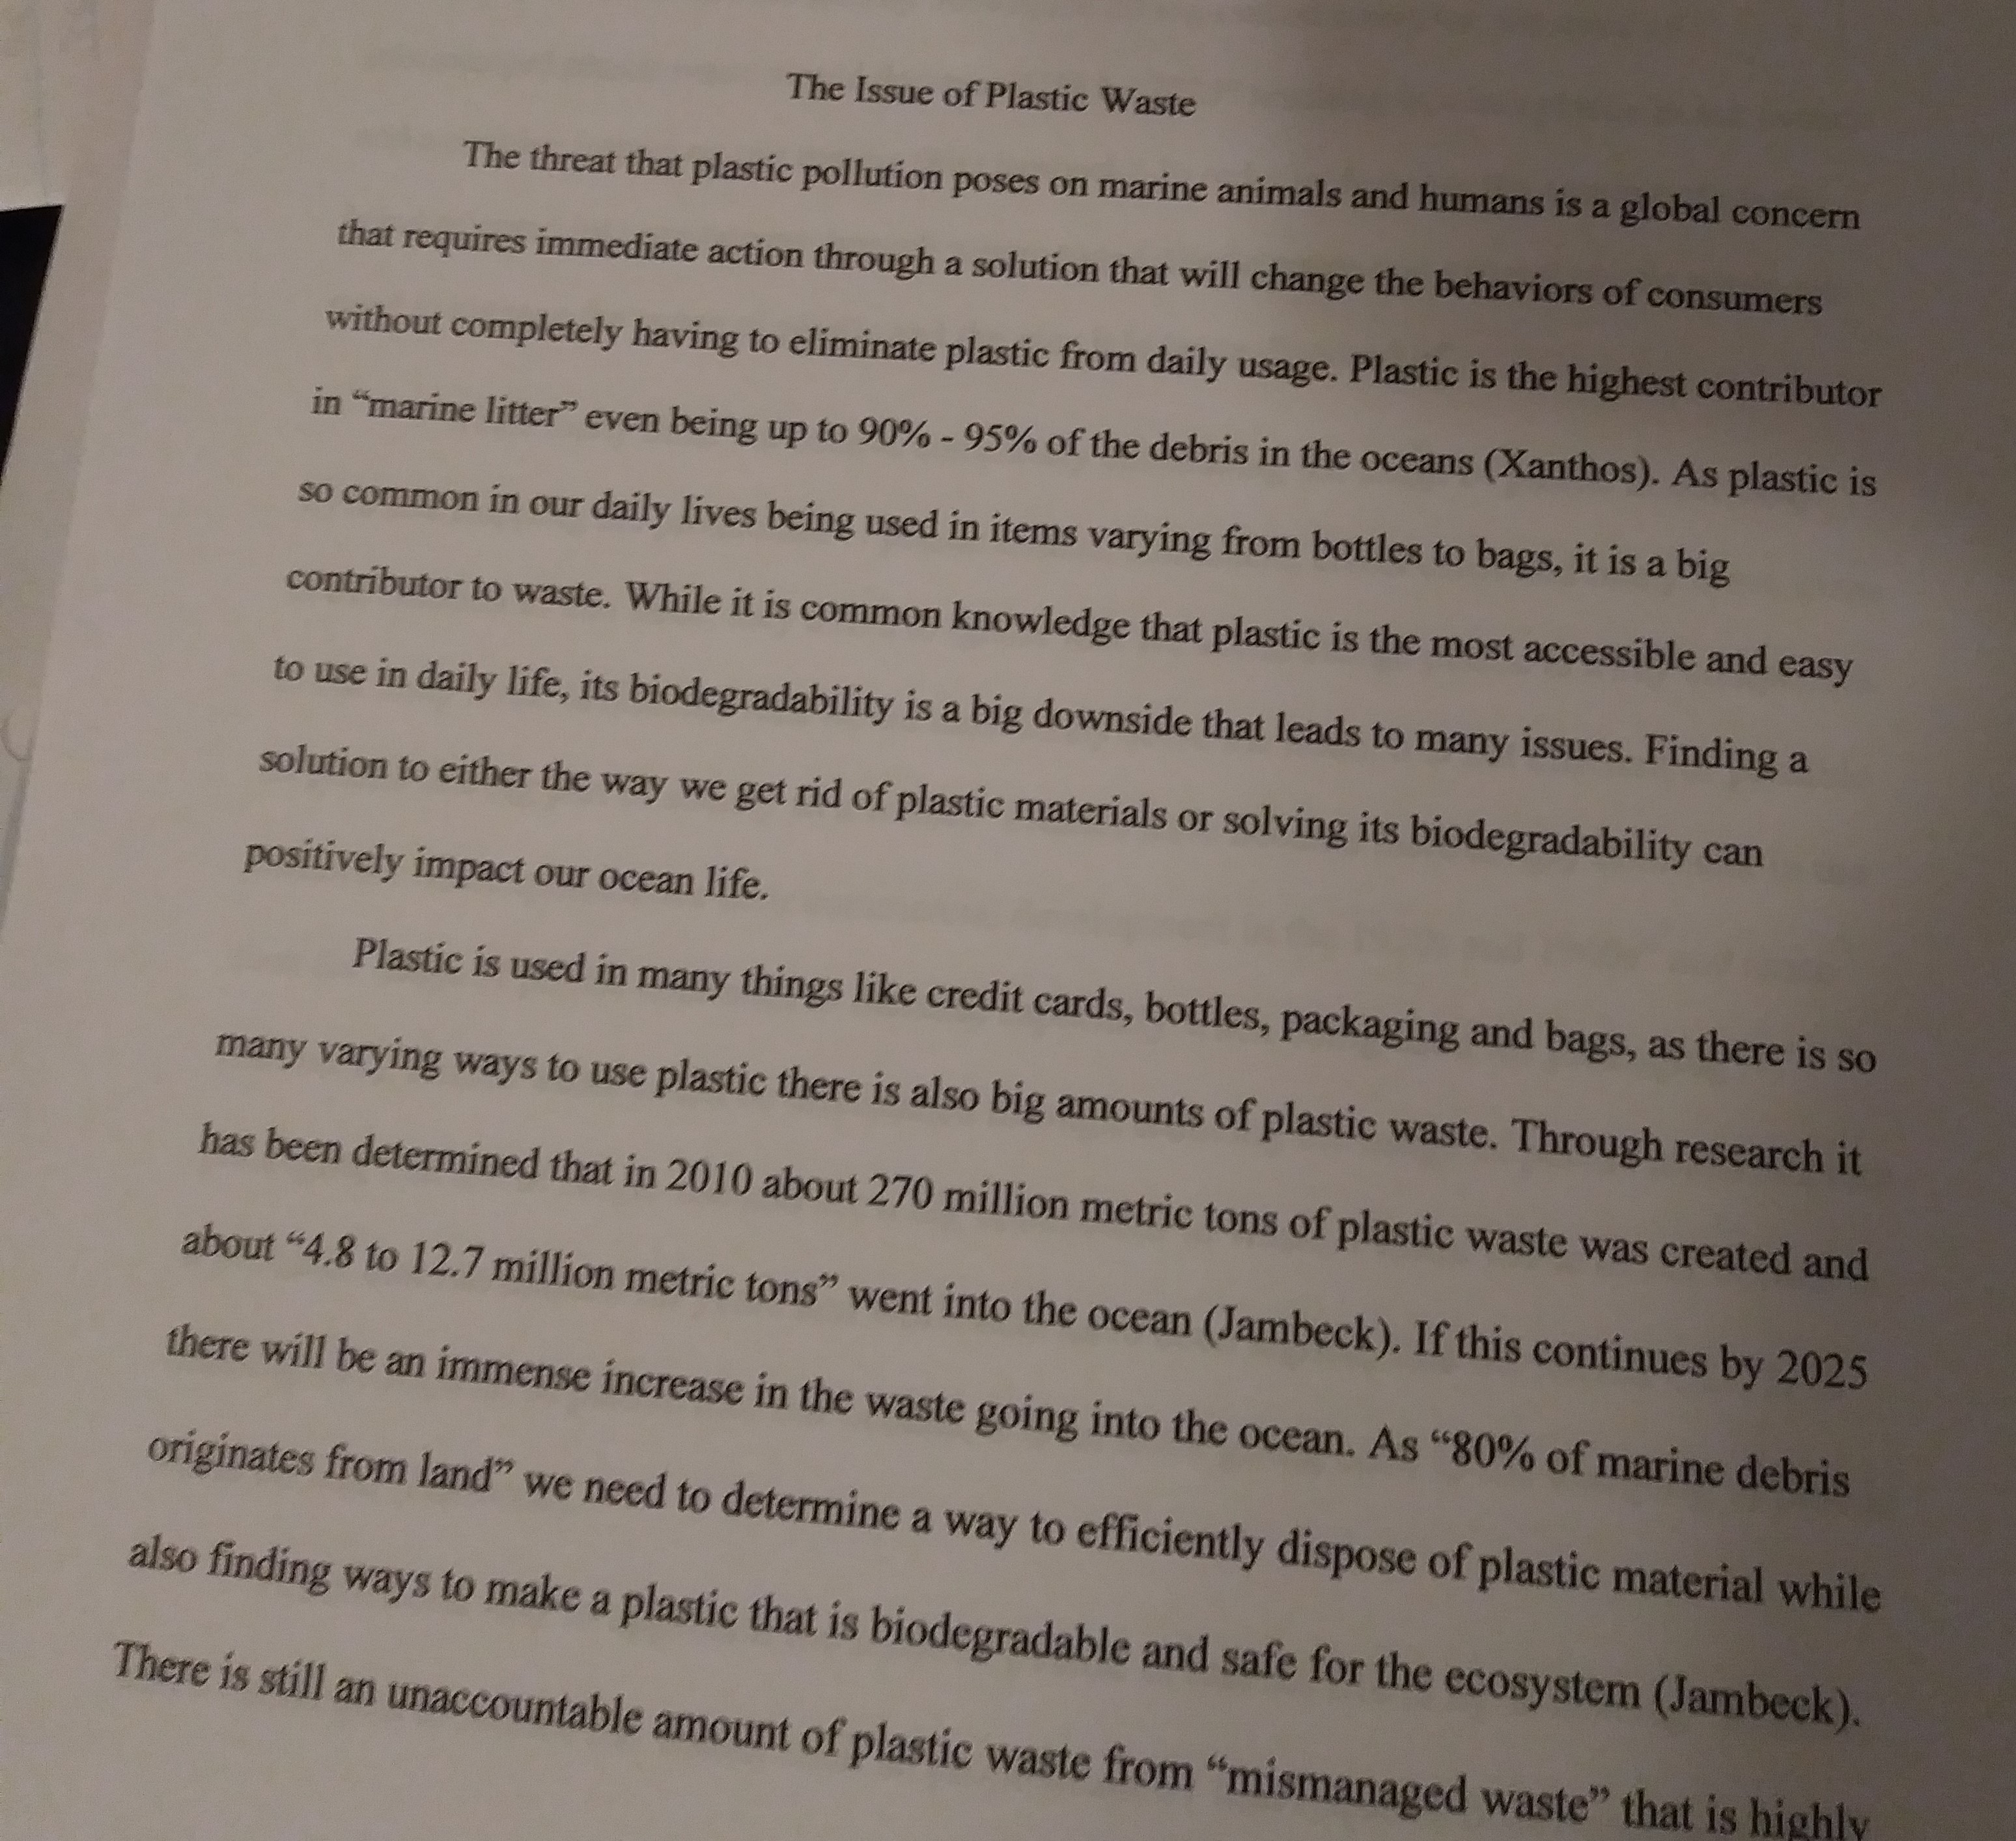 The Issue of Plastic Waste
The threat that plastic pollution poses on marine animals and humans is a global concern
that requires immediate action through a solution that will change the behaviors of consumers
without completely having to eliminate plastic from daily usage. Plastic is the highest contributor
in “marine litter” even being up to 90% - 95% of the debris in the oceans (Xanthos). As plastic is
so common in our daily lives being used in items varying from bottles to bags, it is a big
contributor to waste. While it is common knowledge that plastic is the most accessible and easy
to use in daily life, its biodegradability is a big downside that leads to many issues. Finding a
solution to either the way we get rid of plastic materials or solving its biodegradability can
positively impact our ocean life.
Plastic is used in many things like credit cards, bottles, packaging and bags, as there is so
many varying ways to use plastic there is also big amounts of plastic waste. Through research it
has been determined that in 2010 about 270 million metric tons of plastic waste was created and
about “4.8 to 12.7 million metric tons” went into the ocean (Jambeck). If this continues by 2025
there will be an immense increase in the waste going into the ocean. As “80% of marine debris
originates from land” we need to determine a way to efficiently dispose of plastic material while
also finding ways to make a plastic that is biodegradable and safe for the ecosystem (Jambeck).
There is still an unaccountable amount of plastic waste from “mismanaged waste” that is highly